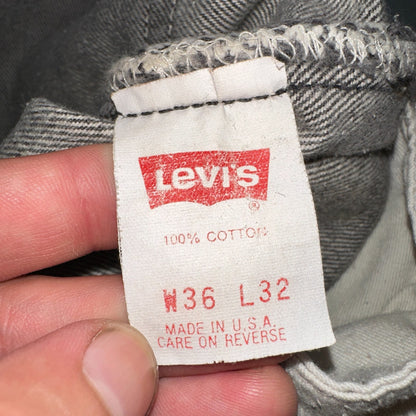 Levi's
®
100% COTTON
W36 L32
MADE IN U.S.A.
CARE ON REVERSE